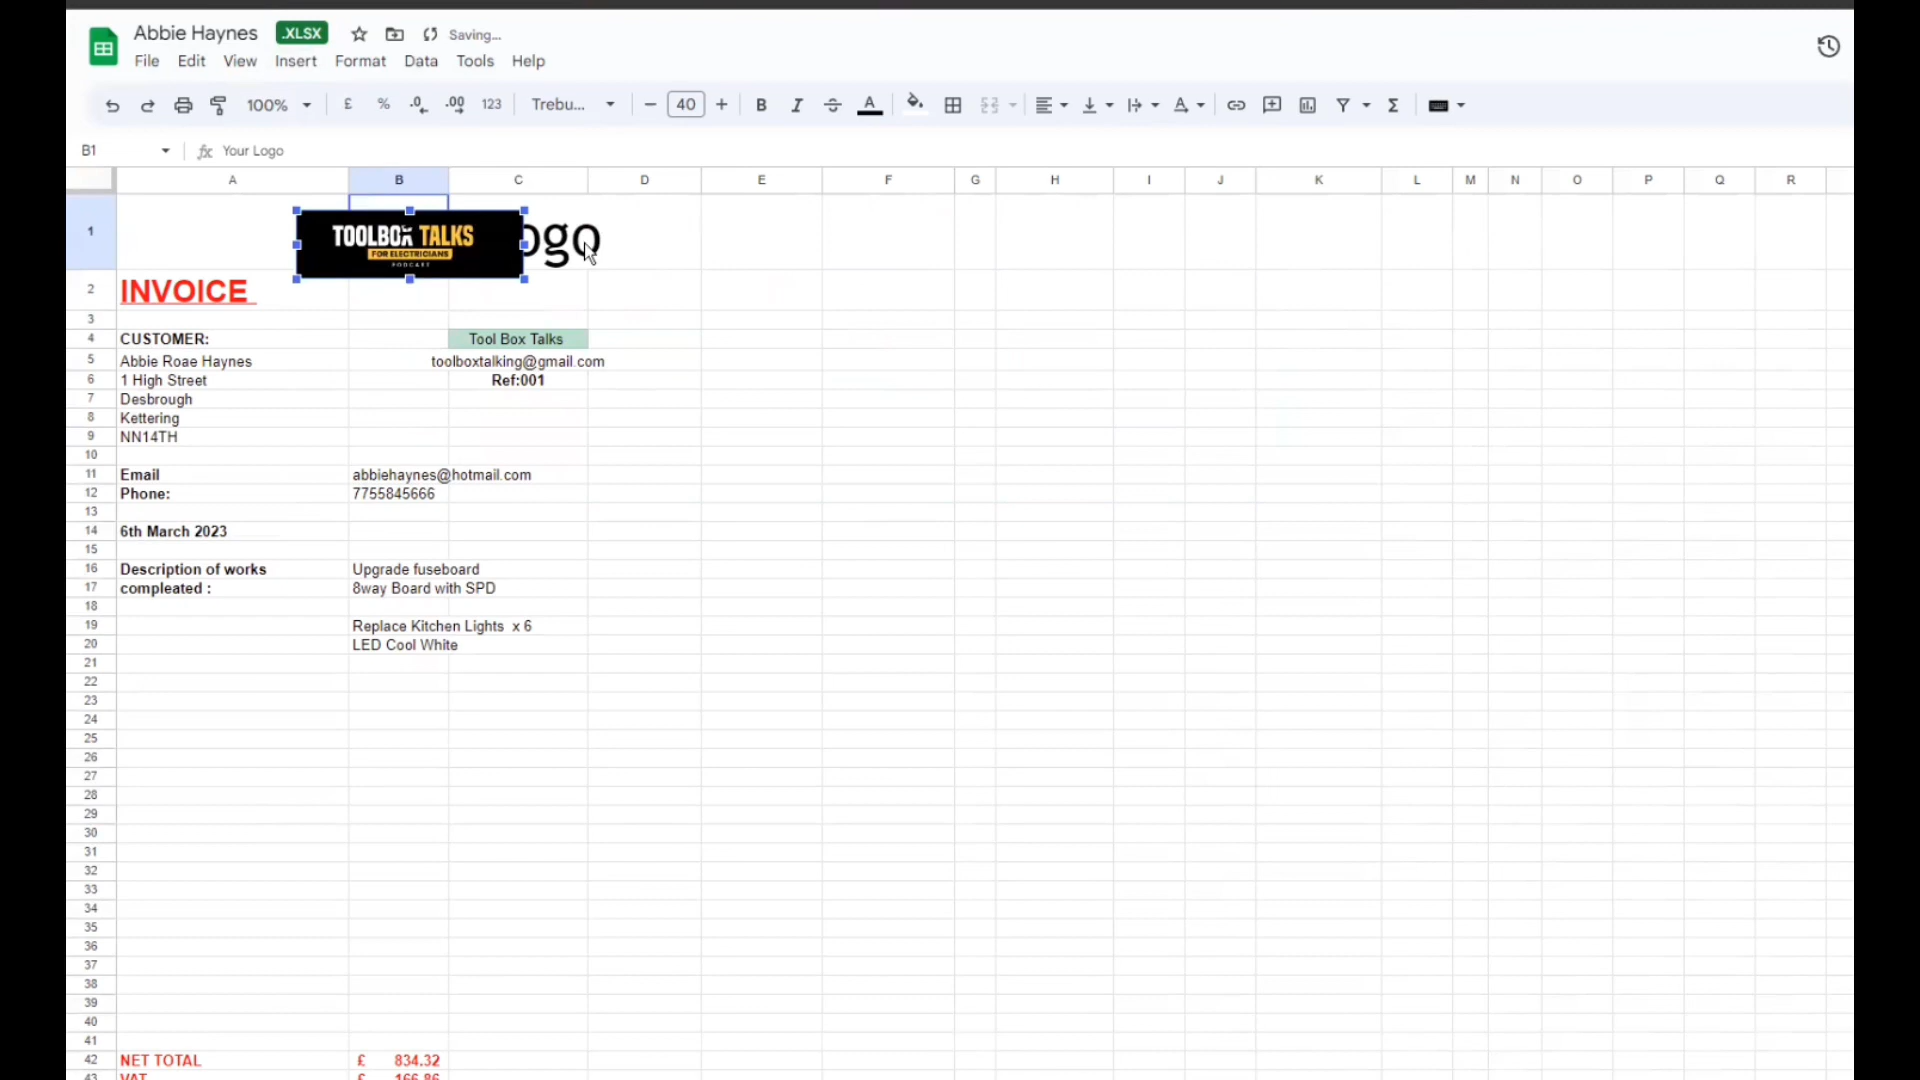 Abbie Haynes .XLSX Saving...
File Edit View Insert Format Data Tools Help
100% £ % .0 .00 123 Trebu... 40 B I A A Σ
B1 fx Your Logo
A B C D E F G H I J K L M N O P Q R
1
TOOLBOX TALKS
FOR ELECTRICIANS
PODCAST
ogo
2 INVOICE
3
4 CUSTOMER: Tool Box Talks
5 Abbie Roae Haynes toolboxtalking@gmail.com
6 1 High Street Ref:001
7 Desbrough
8 Kettering
9 NN14TH
10
11 Email abbiehaynes@hotmail.com
12 Phone: 7755845666
13
14 6th March 2023
15
16 Description of works Upgrade fuseboard
17 compleated : 8way Board with SPD
18
19 Replace Kitchen Lights x 6
20 LED Cool White
21
22
23
24
25
26
27
28
29
30
31
32
33
34
35
36
37
38
39
40
41
42 NET TOTAL £ 834.32
43 VAT £ 166.86